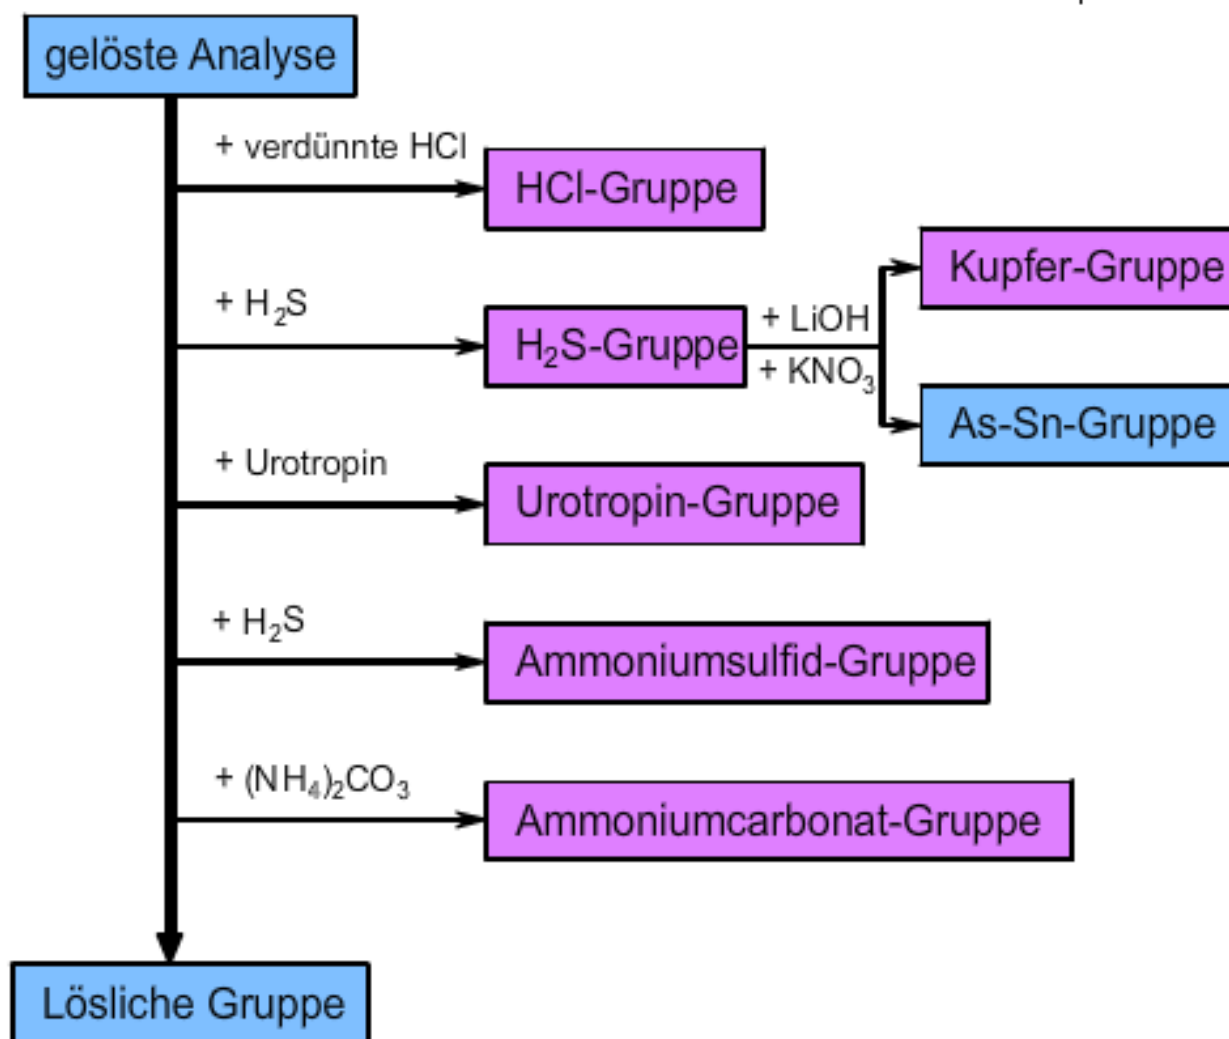 gelöste Analyse
+ verdünnte HCl
HCl-Gruppe
Kupfer-Gruppe
+ H₂S
+ LiOH
H₂S-Gruppe
+ KNO₃
As-Sn-Gruppe
+ Urotropin
Urotropin-Gruppe
+ H₂S
Ammoniumsulfid-Gruppe
+ (NH₄)₂CO₃
Ammoniumcarbonat-Gruppe
Lösliche Gruppe